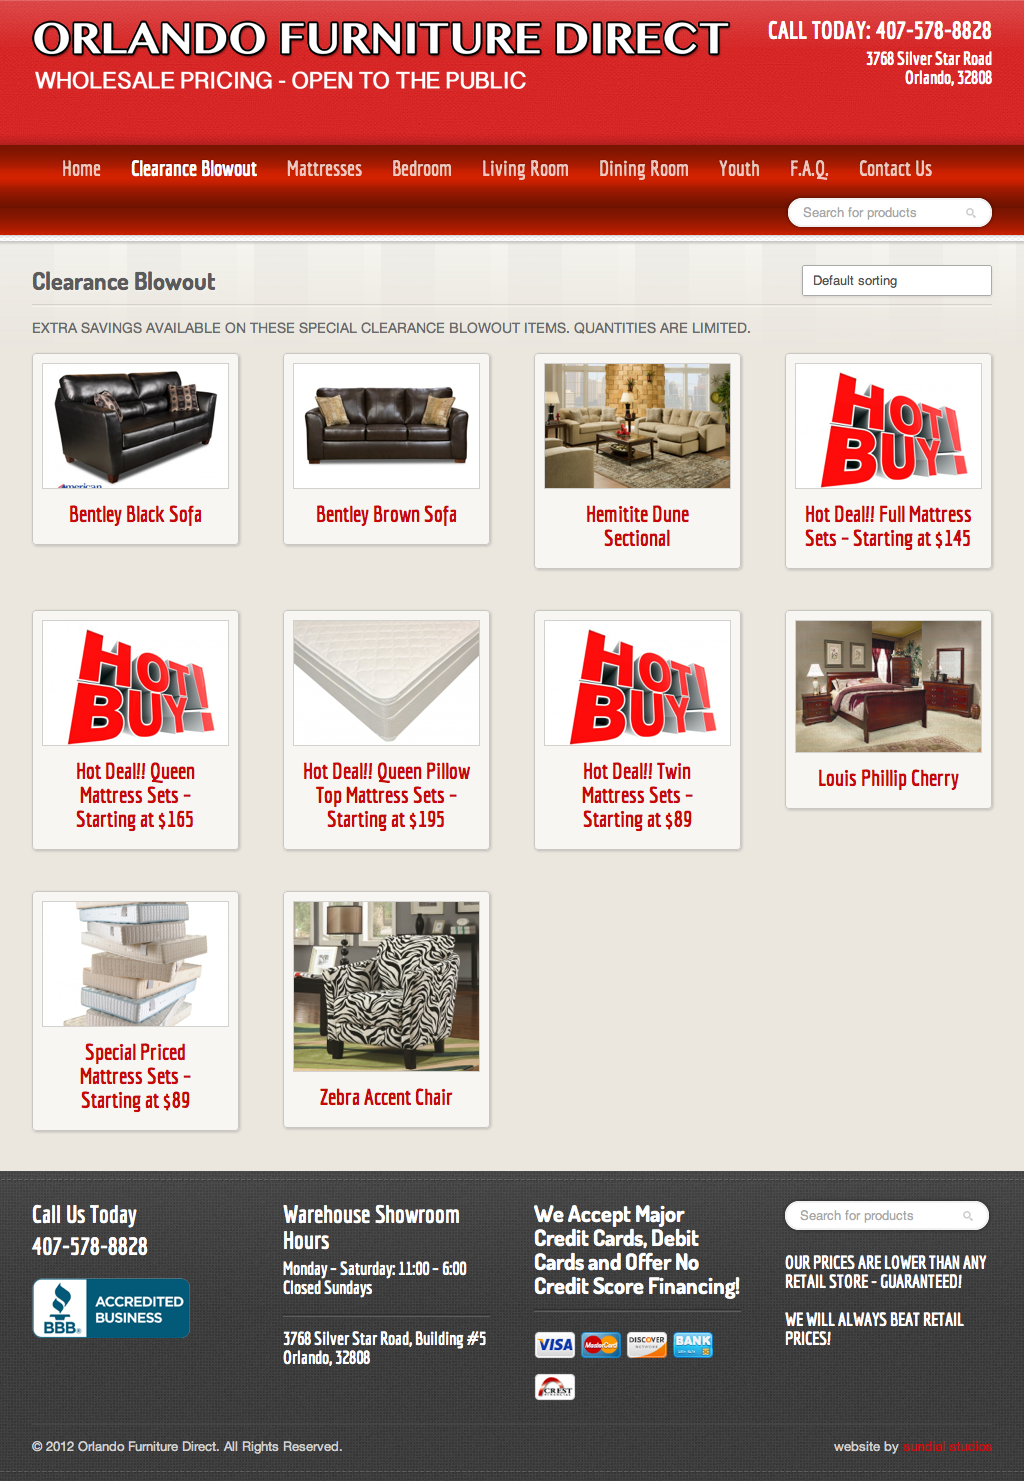 ORLANDO FURNITURE DIRECT
WHOLESALE PRICING - OPEN TO THE PUBLIC
CALL TODAY: 407-578-8828
3768 Silver Star Road
Orlando, 32808
Home Clearance Blowout Mattresses Bedroom Living Room Dining Room Youth F.A.Q. Contact Us
Search for products
Clearance Blowout
Default sorting
EXTRA SAVINGS AVAILABLE ON THESE SPECIAL CLEARANCE BLOWOUT ITEMS. QUANTITIES ARE LIMITED.
American
Bentley Black Sofa
Bentley Brown Sofa
Hemitite Dune
Sectional
HOT
BUY!
Hot Deal!! Full Mattress
Sets – Starting at $145
HOT
BUY!
Hot Deal!! Queen
Mattress Sets –
Starting at $165
Hot Deal!! Queen Pillow
Top Mattress Sets –
Starting at $195
HOT
BUY!
Hot Deal!! Twin
Mattress Sets –
Starting at $89
Louis Phillip Cherry
Special Priced
Mattress Sets –
Starting at $89
Zebra Accent Chair
Call Us Today
407-578-8828
BBB
ACCREDITED
BUSINESS
Warehouse Showroom
Hours
Monday – Saturday: 11:00 – 6:00
Closed Sundays
3768 Silver Star Road, Building #5
Orlando, 32808
We Accept Major
Credit Cards, Debit
Cards and Offer No
Credit Score Financing!
VISA MasterCard DISCOVER BANK
CREST
Search for products
OUR PRICES ARE LOWER THAN ANY
RETAIL STORE - GUARANTEED!
WE WILL ALWAYS BEAT RETAIL
PRICES!
© 2012 Orlando Furniture Direct. All Rights Reserved.
website by sundial studios